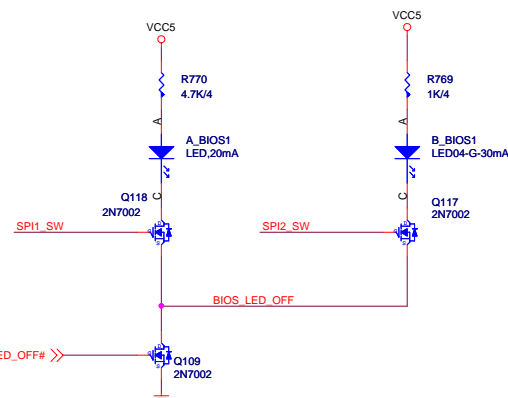 VCC5
VCC5
R770
4.7K/4
R769
1K/4
A
A
A_BIOS1
LED,20mA
B_BIOS1
LED04-G-30mA
C
C
Q118
2N7002
Q117
2N7002
SPI1_SW
SPI2_SW
BIOS_LED_OFF
ED_OFF#
Q109
2N7002